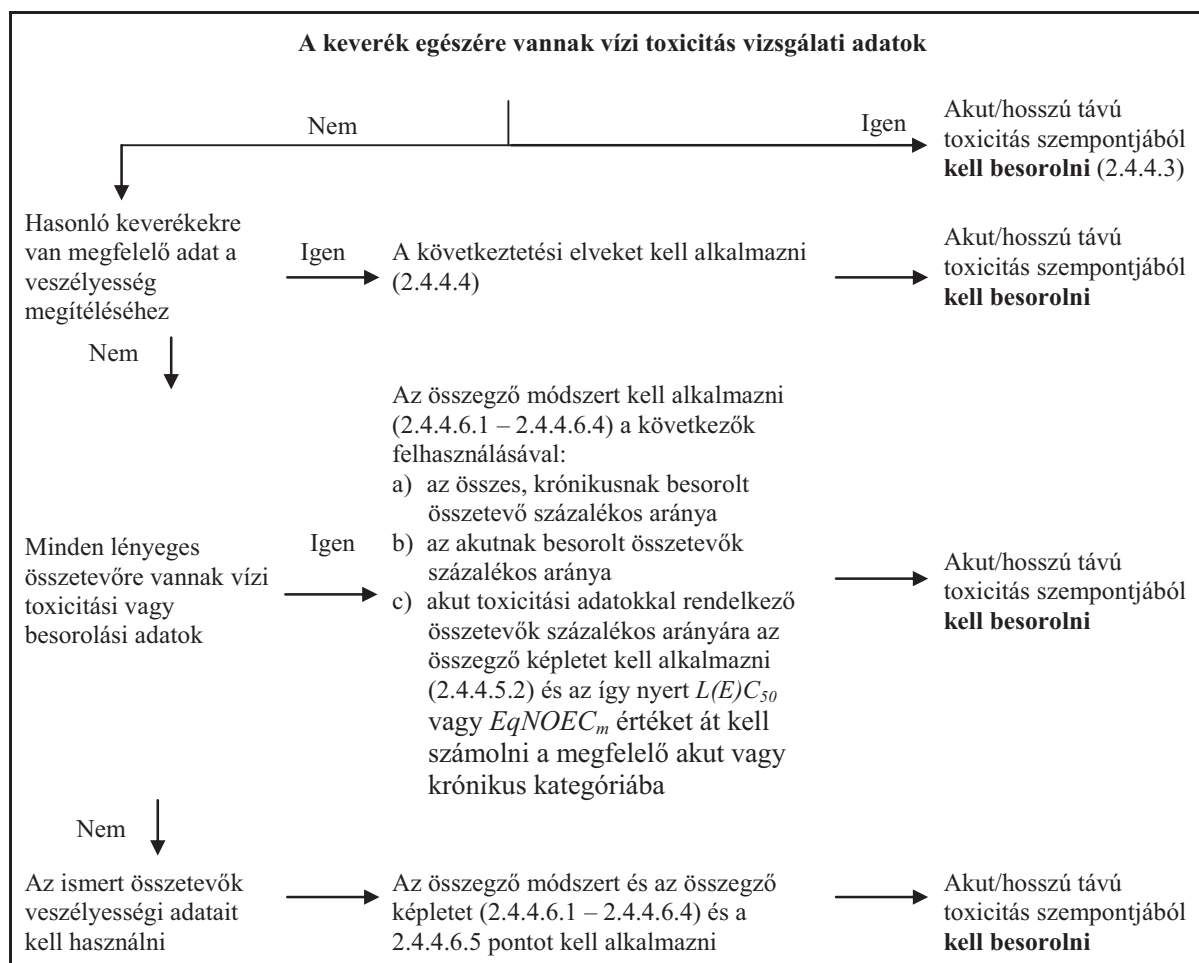 A keverék egészére vannak vízi toxicitás vizsgálati adatok
Nem
Igen
Akut/hosszú távú
toxicitás szempontjából
kell besorolni (2.4.4.3)
Hasonló keverékekre
van megfelelő adat a
veszélyesség
megítéléséhez
Igen
A következtetési elveket kell alkalmazni
(2.4.4.4)
Akut/hosszú távú
toxicitás szempontjából
kell besorolni
Nem
Minden lényeges
összetevőre vannak vízi
toxicitási vagy
besorolási adatok
Igen
Az összegző módszert kell alkalmazni
(2.4.4.6.1 – 2.4.4.6.4) a következők
felhasználásával:
a) az összes, krónikusnak besorolt
összetevő százalékos aránya
b) az akutnak besorolt összetevők
százalékos aránya
c) akut toxicitási adatokkal rendelkező
összetevők százalékos arányára az
összegző képletet kell alkalmazni
(2.4.4.5.2) és az így nyert L(E)C50
vagy EqNOECm értéket át kell
számolni a megfelelő akut vagy
krónikus kategóriába
Akut/hosszú távú
toxicitás szempontjából
kell besorolni
Nem
Az ismert összetevők
veszélyességi adatait
kell használni
Az összegző módszert és az összegző
képletet (2.4.4.6.1 – 2.4.4.6.4) és a
2.4.4.6.5 pontot kell alkalmazni
Akut/hosszú távú
toxicitás szempontjából
kell besorolni